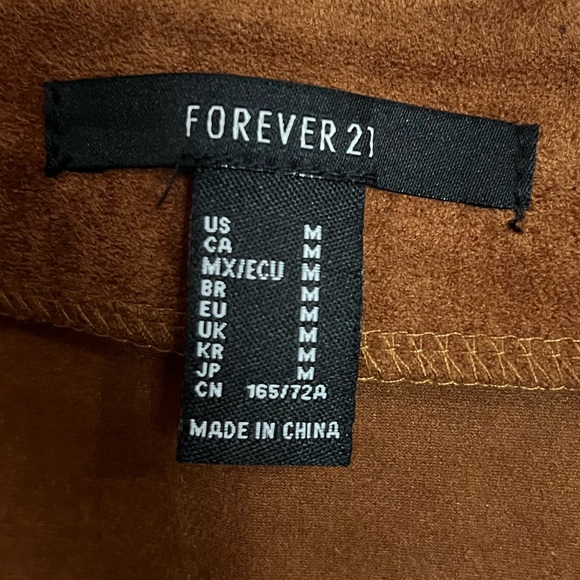 FOREVER 21
US M
CA M
MX/ECU M
BR M
EU M
UK M
KR M
JP M
CN 165/72A
MADE IN CHINA